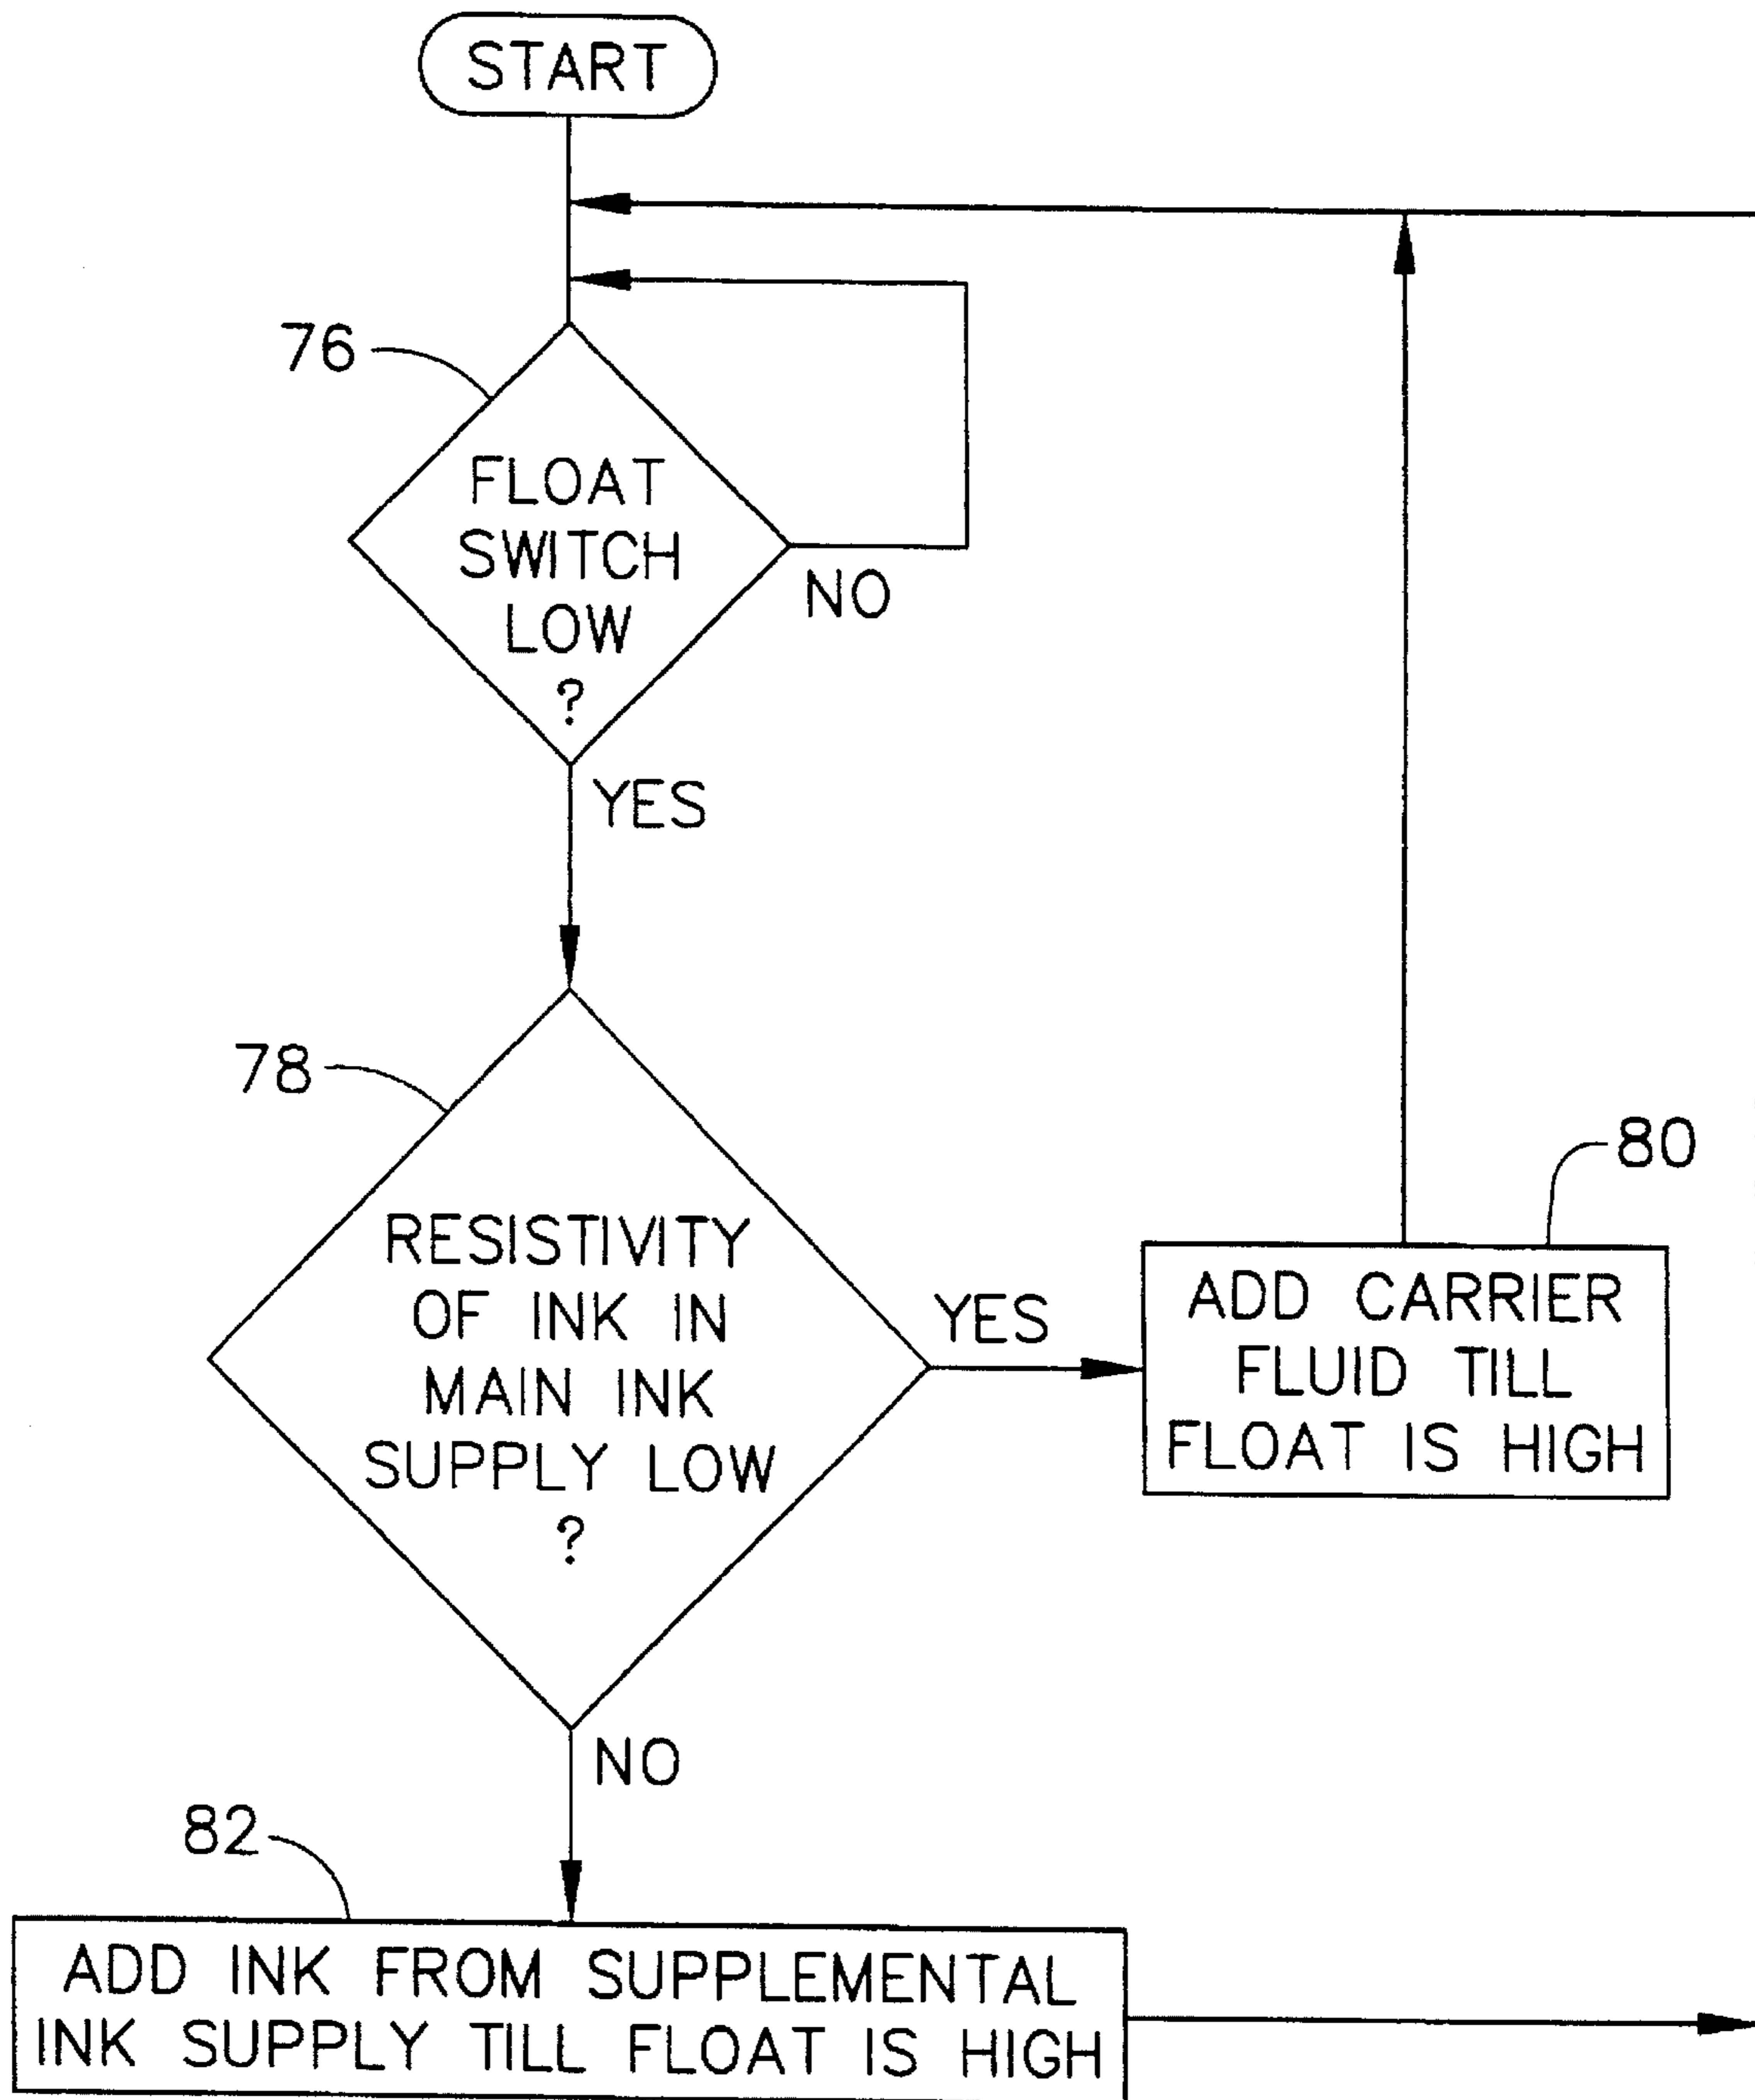 START
76
FLOAT
SWITCH
LOW
?
NO
YES
78
RESISTIVITY
OF INK IN
MAIN INK
SUPPLY LOW
?
YES
80
ADD CARRIER
FLUID TILL
FLOAT IS HIGH
NO
82
ADD INK FROM SUPPLEMENTAL
INK SUPPLY TILL FLOAT IS HIGH